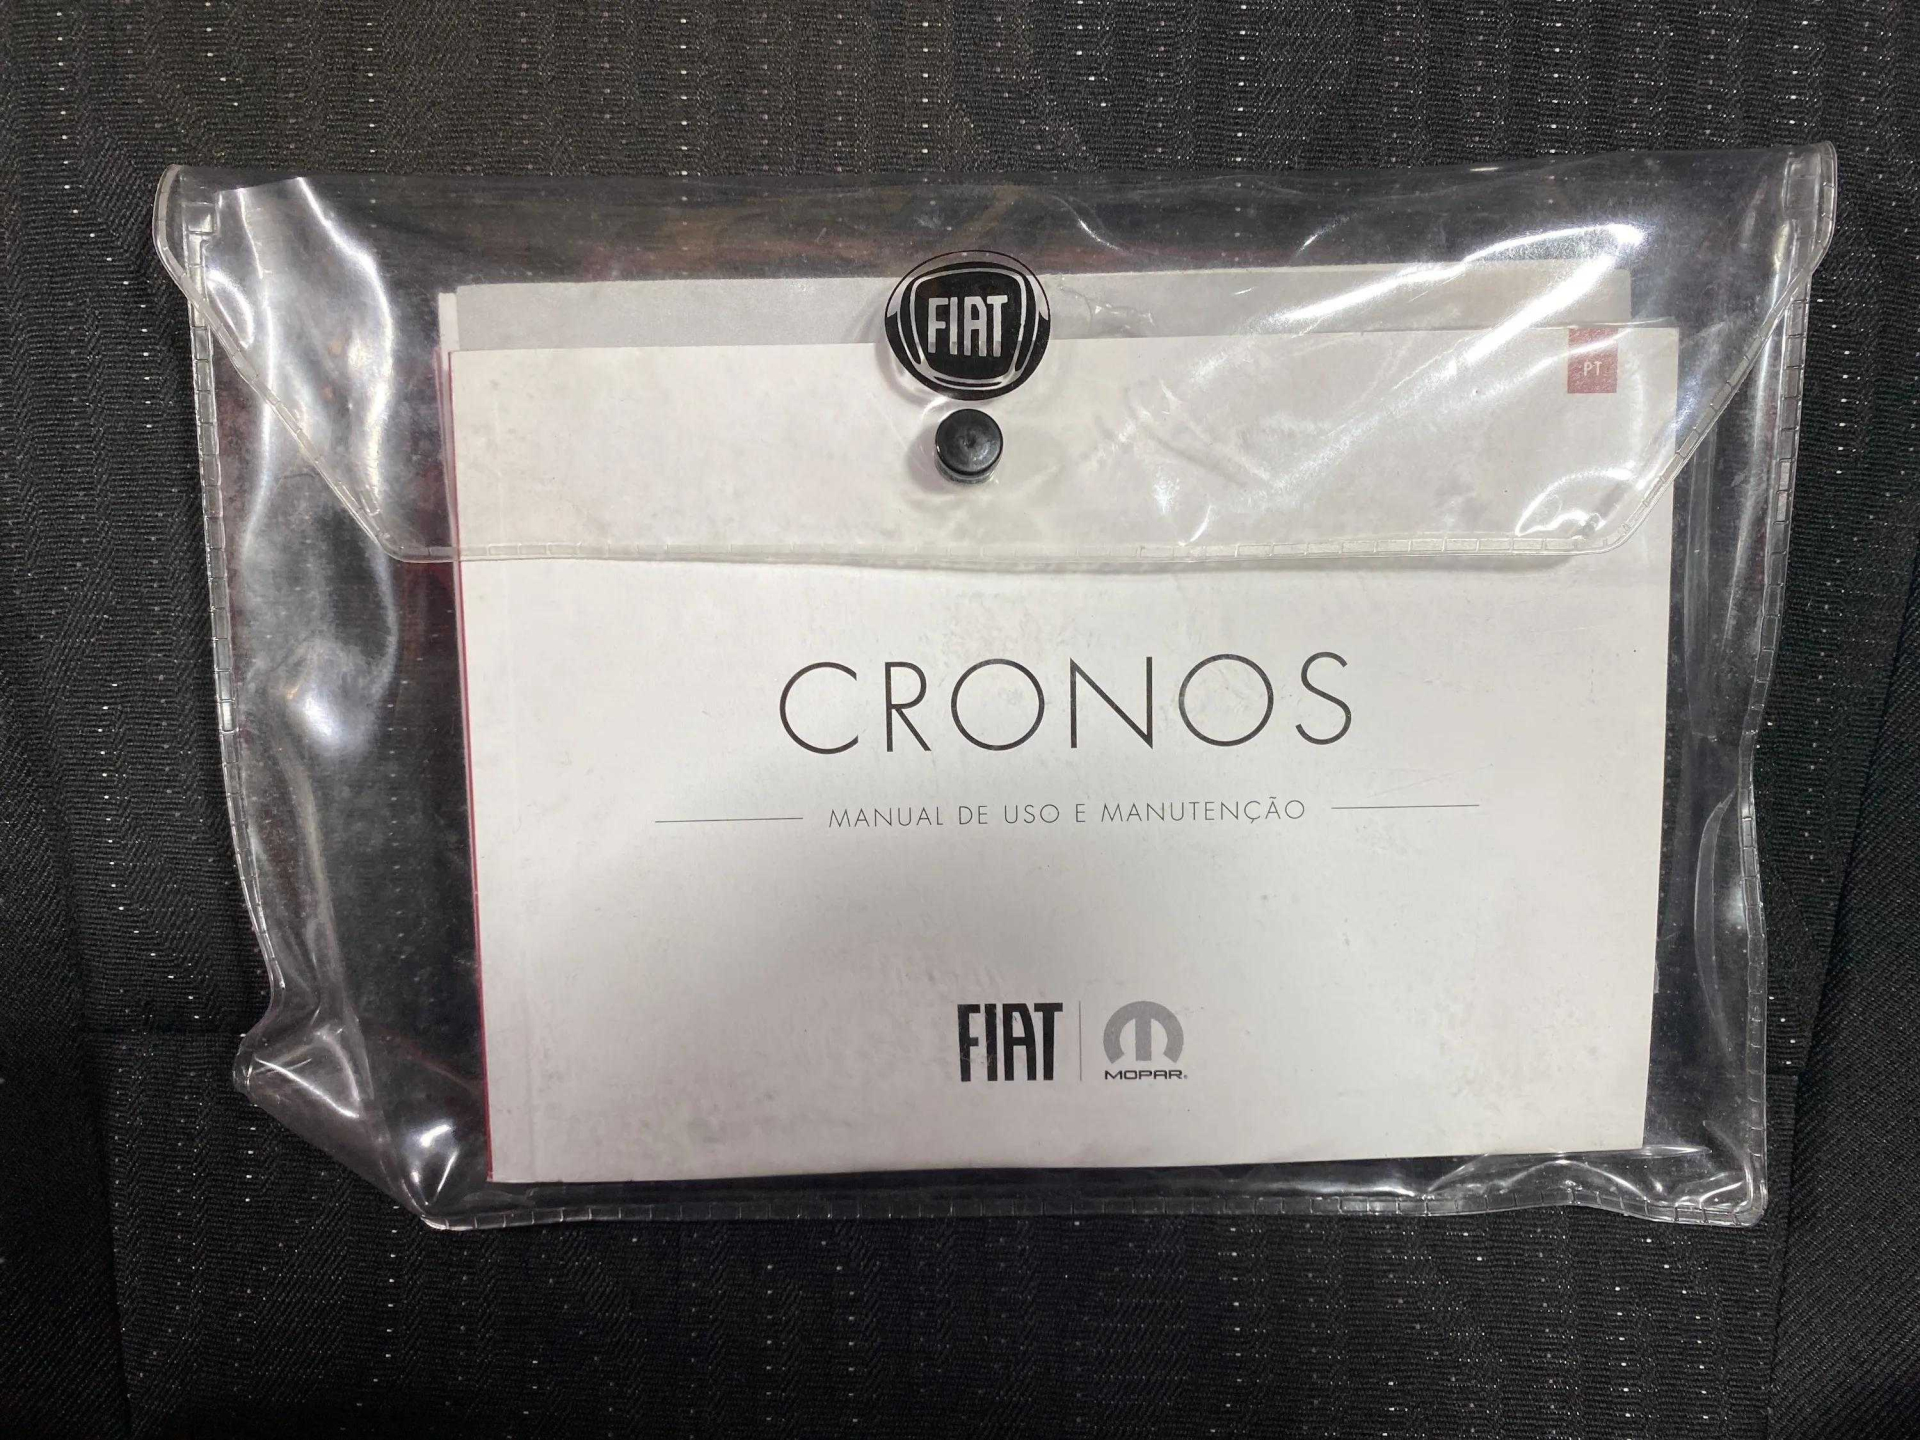 FIAT
PT
CRONOS
MANUAL DE USO E MANUTENÇÃO
FIAT
MOPAR®